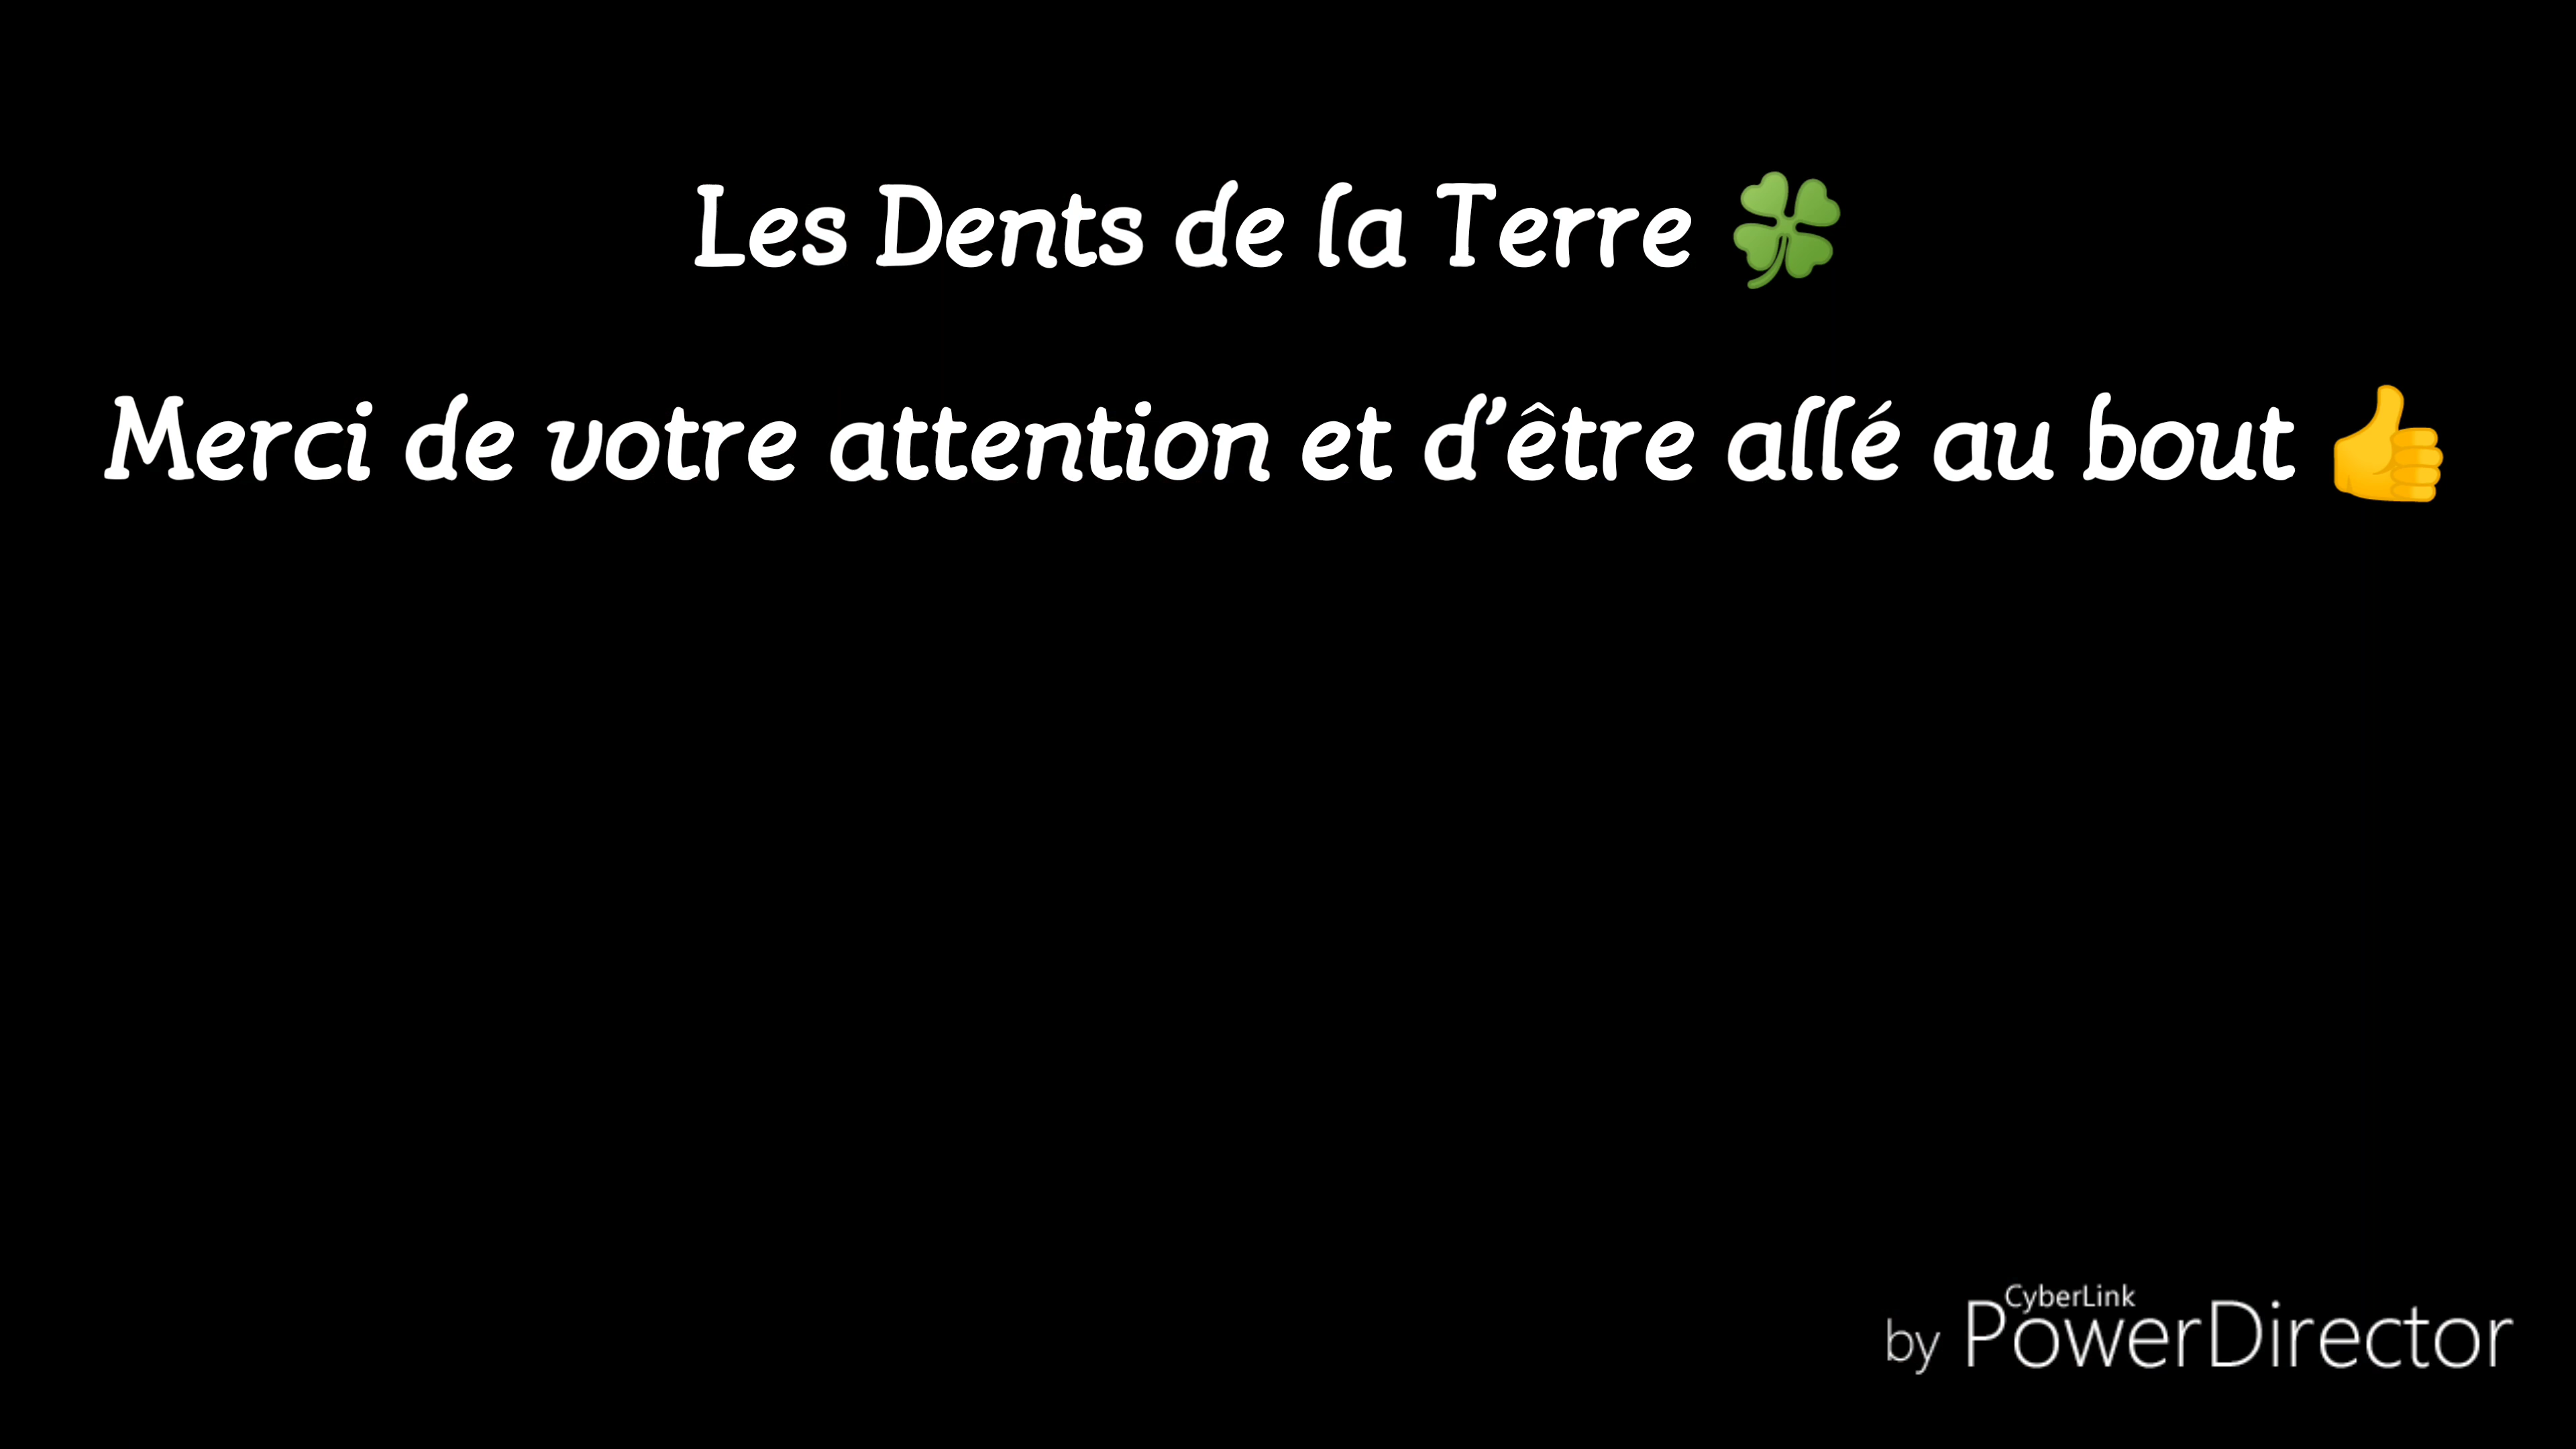 Les Dents de la Terre 🍀
Merci de votre attention et d’être allé au bout 👍
by CyberLink PowerDirector